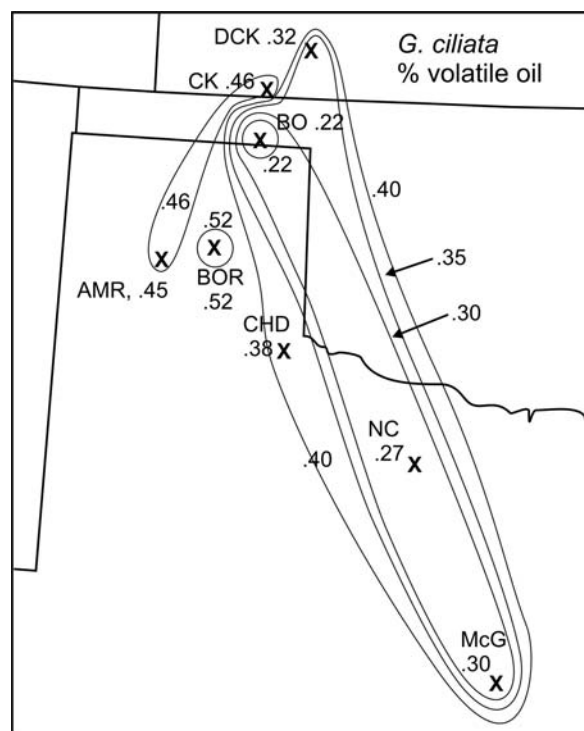 DCK .32
G. ciliata
% volatile oil
CK .46
BO .22
.22
.40
.46
.52
.35
AMR, .45
BOR
.52
.30
CHD
.38
NC
.27
.40
McG
.30